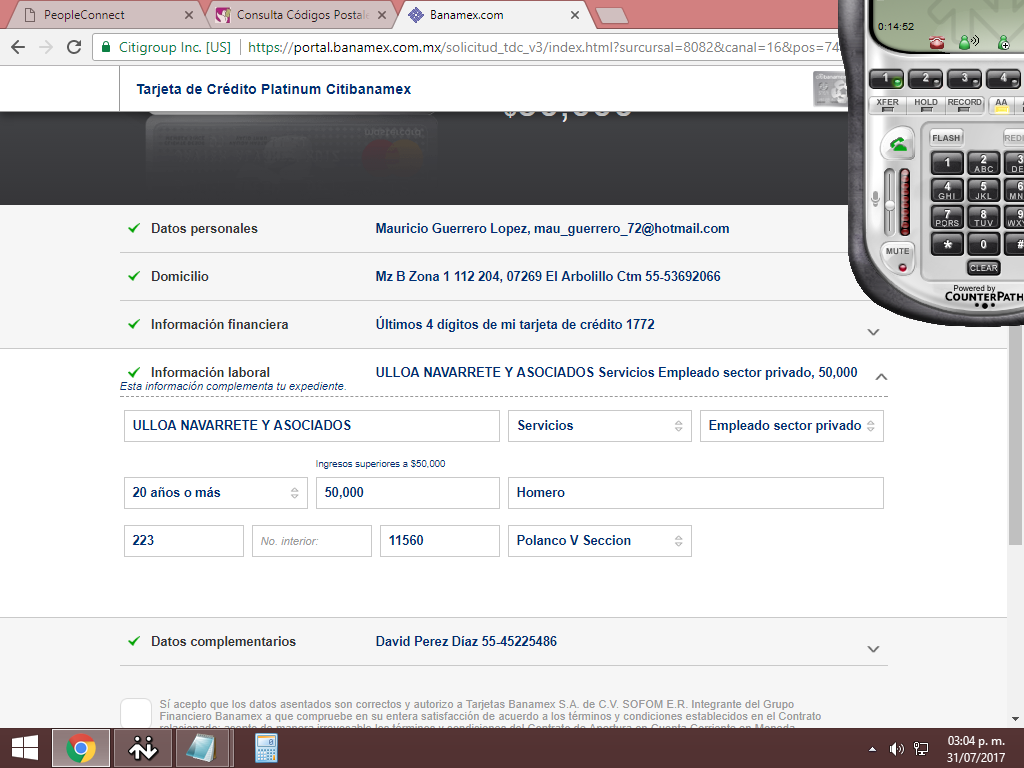 PeopleConnect
Consulta Códigos Postale
Banamex.com
Citigroup Inc. [US]
https://portal.banamex.com.mx/solicitud_tdc_v3/index.html?sursursal=8082&canal=16&pos=74
Tarjeta de Crédito Platinum Citibanamex
Datos personales
Mauricio Guerrero Lopez, mau_guerrero_72@hotmail.com
Domicilio
Mz B Zona 1 112 204, 07269 El Arbolillo Ctm 55-53692066
Información financiera
Últimos 4 dígitos de mi tarjeta de crédito 1772
Información laboral
ULLOA NAVARRETE Y ASOCIADOS Servicios Empleado sector privado, 50,000
Esta información complementa tu expediente.
ULLOA NAVARRETE Y ASOCIADOS
Servicios
Empleado sector privado
Ingresos superiores a $50,000
20 años o más
50,000
Homero
223
No. interior:
11560
Polanco V Seccion
Datos complementarios
David Perez Díaz 55-45225486
Sí acepto que los datos asentados son correctos y autorizo a Tarjetas Banamex S.A. de C.V. SOFOM E.R. Integrante del Grupo
Financiero Banamex a que compruebe en su entera satisfacción de acuerdo a los términos y condiciones establecidos en el Contrato
0:14:52
1 2 3 4
XFER HOLD RECORD AA
FLASH REDI
1 2 ABC 3 DE
4 GHI 5 JKL 6 MN
7 PQRS 8 TUV 9 WXY
* 0 #
MUTE
CLEAR
Powered by
COUNTERPATH
03:04 p. m.
31/07/2017